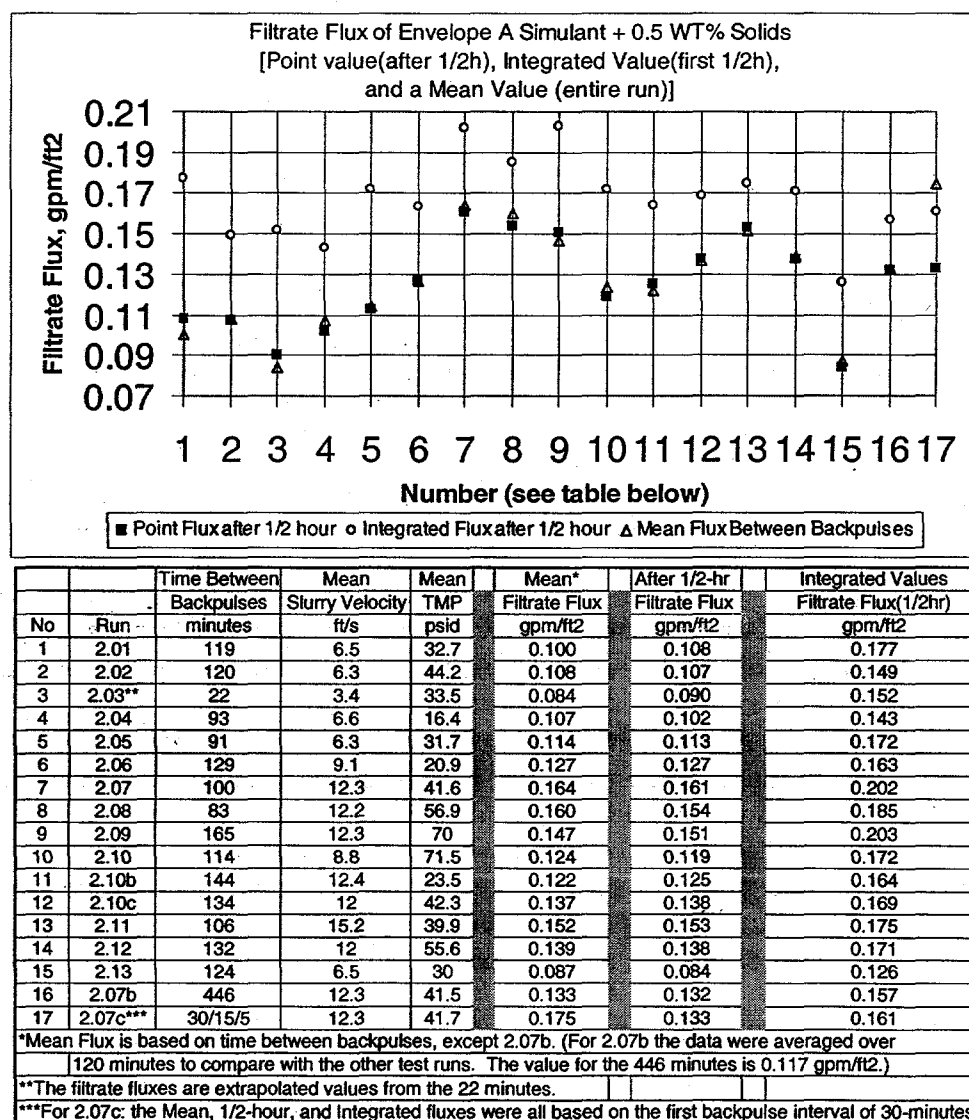 Filtrate Flux of Envelope A Simulant + 0.5 WT% Solids
[Point value(after 1/2h), Integrated Value(first 1/2h),
and a Mean Value (entire run)]
Filtrate Flux, gpm/ft2
0.21
0.19
0.17
0.15
0.13
0.11
0.09
0.07
1 2 3 4 5 6 7 8 9 10 11 12 13 14 15 16 17
Number (see table below)
■ Point Flux after 1/2 hour ○ Integrated Flux after 1/2 hour △ Mean Flux Between Backpulses
Time Between Mean Mean Mean* After 1/2-hr Integrated Values
Backpulses Slurry Velocity TMP Filtrate Flux Filtrate Flux Filtrate Flux(1/2hr)
No Run minutes ft/s psid gpm/ft2 gpm/ft2 gpm/ft2
1 2.01 119 6.5 32.7 0.100 0.108 0.177
2 2.02 120 6.3 44.2 0.108 0.107 0.149
3 2.03** 22 3.4 33.5 0.084 0.090 0.152
4 2.04 93 6.6 16.4 0.107 0.102 0.143
5 2.05 91 6.3 31.7 0.114 0.113 0.172
6 2.06 129 9.1 20.9 0.127 0.127 0.163
7 2.07 100 12.3 41.6 0.164 0.161 0.202
8 2.08 83 12.2 56.9 0.160 0.154 0.185
9 2.09 165 12.3 70 0.147 0.151 0.203
10 2.10 114 8.8 71.5 0.124 0.119 0.172
11 2.10b 144 12.4 23.5 0.122 0.125 0.164
12 2.10c 134 12 42.3 0.137 0.138 0.169
13 2.11 106 15.2 39.9 0.152 0.153 0.175
14 2.12 132 12 55.6 0.139 0.138 0.171
15 2.13 124 6.5 30 0.087 0.084 0.126
16 2.07b 446 12.3 41.5 0.133 0.132 0.157
17 2.07c*** 30/15/5 12.3 41.7 0.175 0.133 0.161
*Mean Flux is based on time between backpulses, except 2.07b. (For 2.07b the data were averaged over
120 minutes to compare with the other test runs. The value for the 446 minutes is 0.117 gpm/ft2.)
**The filtrate fluxes are extrapolated values from the 22 minutes.
***For 2.07c: the Mean, 1/2-hour, and Integrated fluxes were all based on the first backpulse interval of 30-minutes